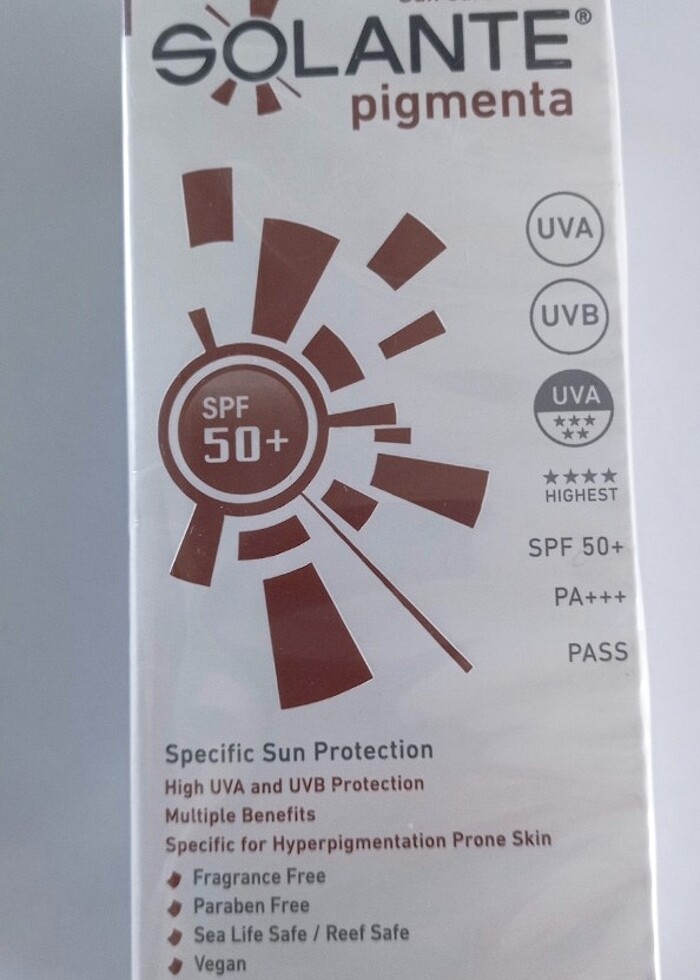 SOLANTE®
pigmenta
UVA
UVB
SPF
50+
UVA
★★★
★★
★★★★
HIGHEST
SPF 50+
PA+++
PASS
Specific Sun Protection
High UVA and UVB Protection
Multiple Benefits
Specific for Hyperpigmentation Prone Skin
Fragrance Free
Paraben Free
Sea Life Safe / Reef Safe
Vegan